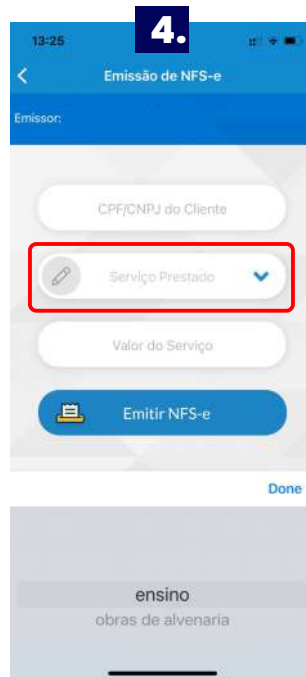 4.
13:25
Emissão de NFS-e
Emissor:
CPF/CNPJ do Cliente
Serviço Prestado
Valor do Serviço
Emitir NFS-e
Done
ensino
obras de alvenaria